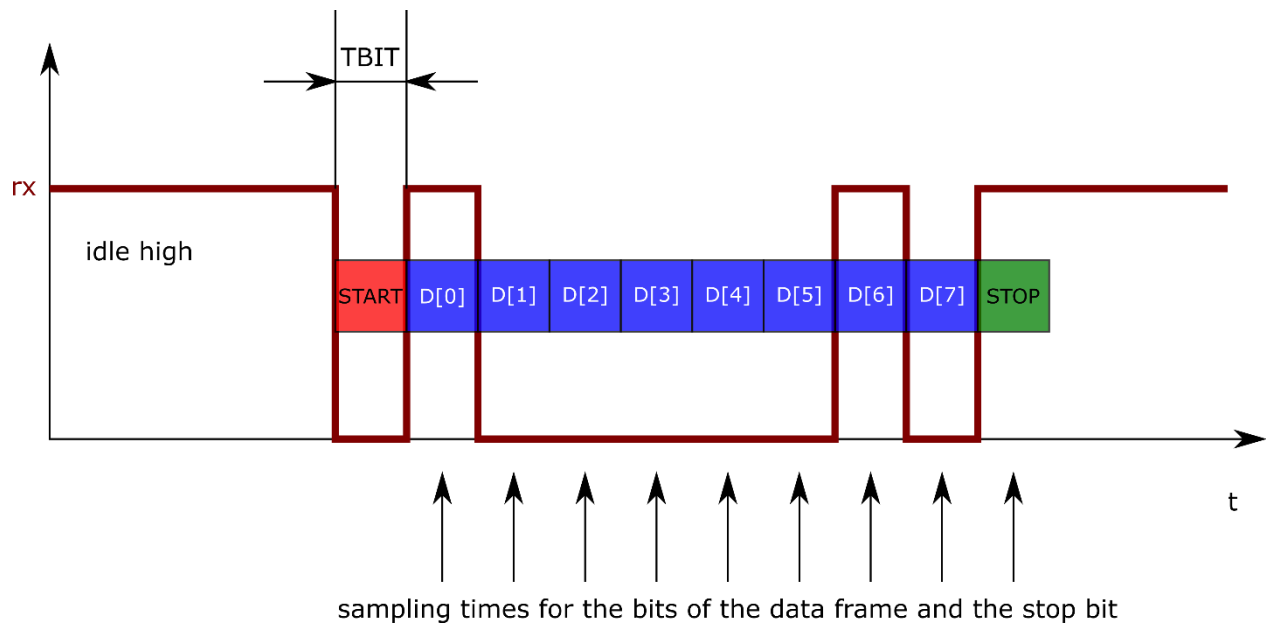 TBIT
rx
idle high
START D[0] D[1] D[2] D[3] D[4] D[5] D[6] D[7] STOP
t
sampling times for the bits of the data frame and the stop bit